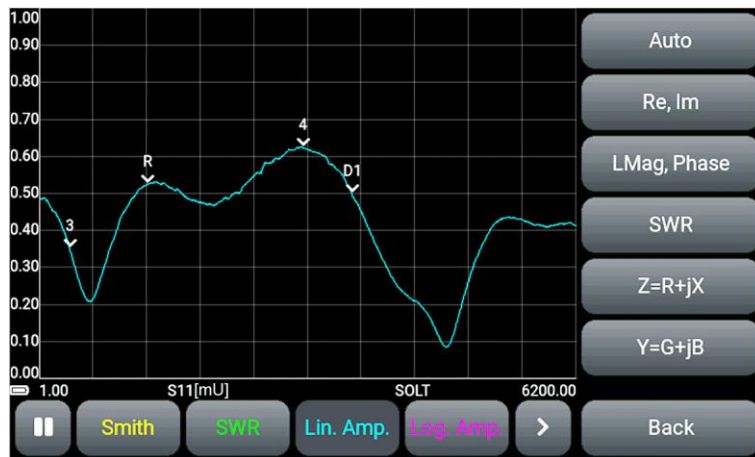 1.00
0.90
0.80
0.70
0.60
0.50
0.40
0.30
0.20
0.10
0.00
3
R
4
D1
1.00 S11[mU] SOLT 6200.00
Smith SWR Lin. Amp. Log. Amp. >
Auto
Re, Im
LMag, Phase
SWR
Z=R+jX
Y=G+jB
Back